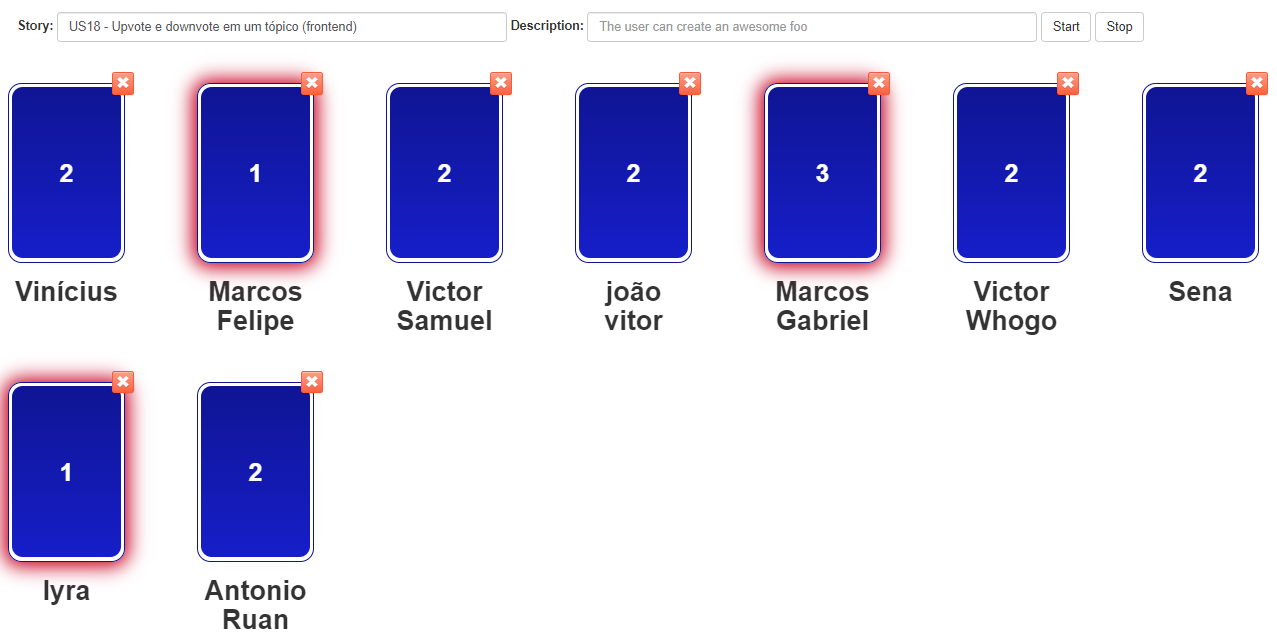 Story: US18 - Upvote e downvote em um tópico (frontend) Description: The user can create an awesome foo Start Stop
2 1 2 2 3 2 2
Vinícius Marcos Felipe Victor Samuel joão vitor Marcos Gabriel Victor Whogo Sena
1 2
lyra Antonio Ruan